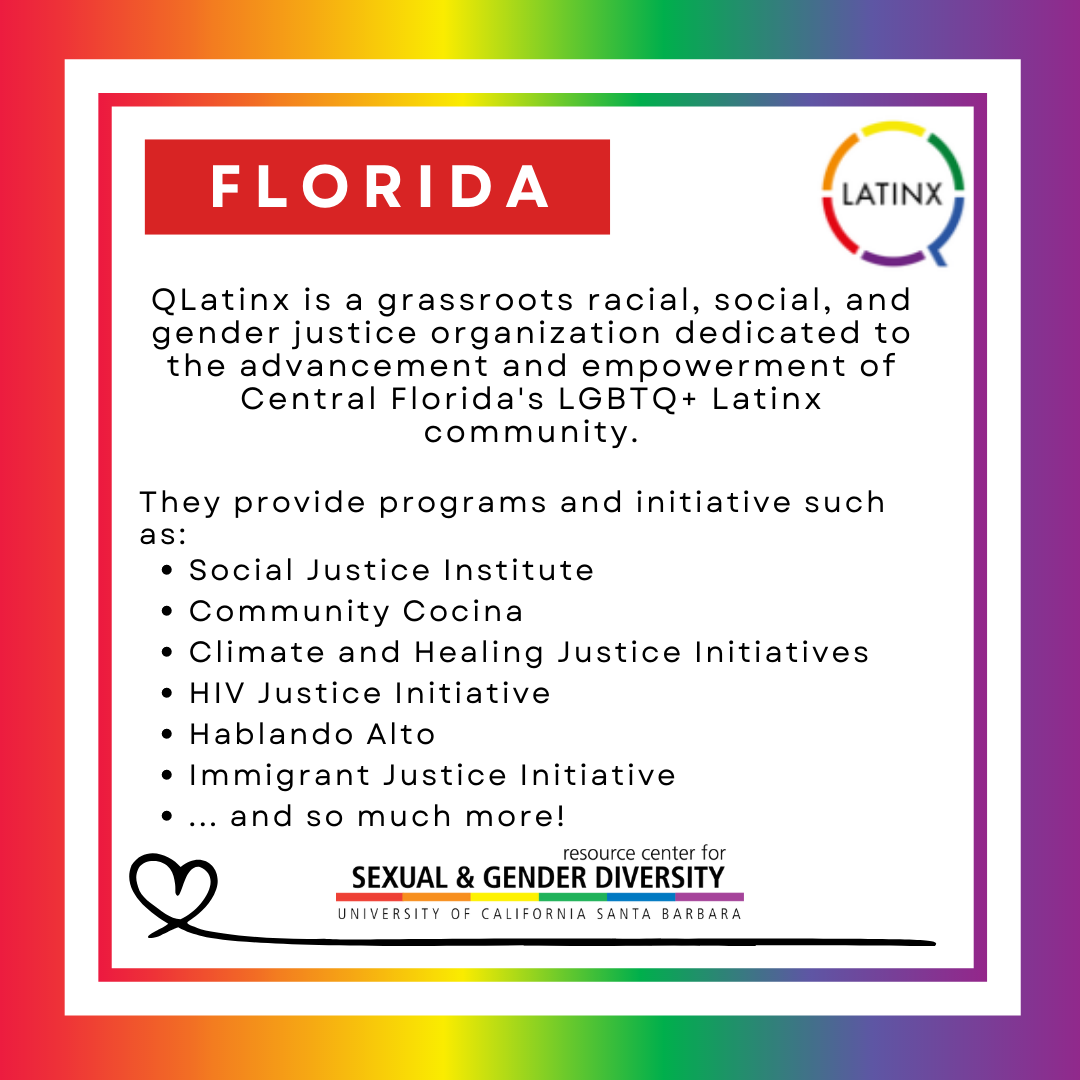 FLORIDA
LATINX
QLatinx is a grassroots racial, social, and
gender justice organization dedicated to
the advancement and empowerment of
Central Florida's LGBTQ+ Latinx
community.
They provide programs and initiative such
as:
• Social Justice Institute
• Community Cocina
• Climate and Healing Justice Initiatives
• HIV Justice Initiative
• Hablando Alto
• Immigrant Justice Initiative
• ... and so much more!
resource center for
SEXUAL & GENDER DIVERSITY
UNIVERSITY OF CALIFORNIA SANTA BARBARA